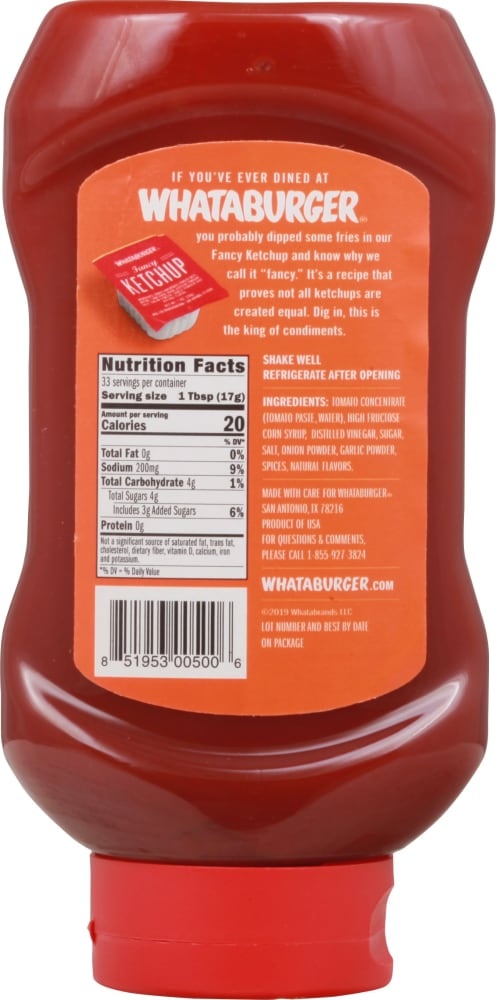 IF YOU'VE EVER DINED AT
WHATABURGER®
you probably dipped some fries in our
Fancy Ketchup and know why we
call it "fancy." It's a recipe that
proves not all ketchups are
created equal. Dig in, this is
the king of condiments.
WHATABURGER
Fancy
KETCHUP
Nutrition Facts
33 servings per container
Serving size 1 Tbsp (17g)
Amount per serving
Calories 20
% DV*
Total Fat 0g 0%
Sodium 200mg 9%
Total Carbohydrate 4g 1%
Total Sugars 4g
Includes 3g Added Sugars 6%
Protein 0g
Not a significant source of saturated fat, trans fat,
cholesterol, dietary fiber, vitamin D, calcium, iron
and potassium.
*% DV = % Daily Value
8 51953 00500 6
SHAKE WELL
REFRIGERATE AFTER OPENING
INGREDIENTS: TOMATO CONCENTRATE
(TOMATO PASTE, WATER), HIGH FRUCTOSE
CORN SYRUP, DISTILLED VINEGAR, SUGAR,
SALT, ONION POWDER, GARLIC POWDER,
SPICES, NATURAL FLAVORS.
MADE WITH CARE FOR WHATABURGER®
SAN ANTONIO, TX 78216
PRODUCT OF USA
FOR QUESTIONS & COMMENTS,
PLEASE CALL 1-855-927-3824
WHATABURGER.COM
©2019 Whatabrands LLC
LOT NUMBER AND BEST BY DATE
ON PACKAGE